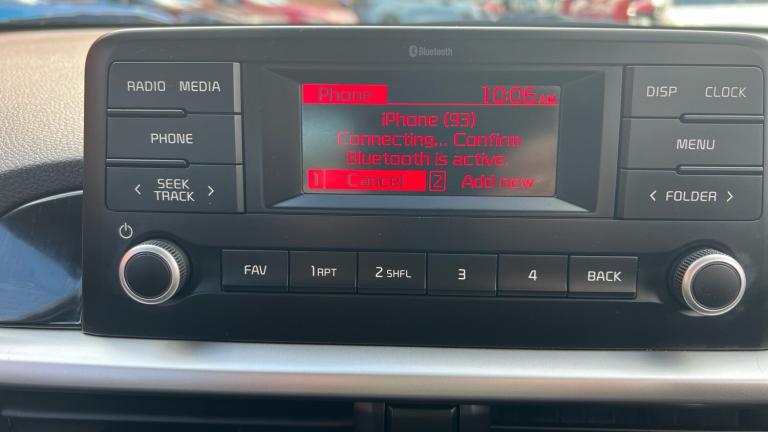 Bluetooth
RADIO MEDIA
PHONE
< SEEK TRACK >
Phone 10:06AM
iPhone (93)
Connecting... Confirm
Bluetooth is active.
1 Cancel 2 Add new
DISP CLOCK
MENU
< FOLDER >
FAV 1 RPT 2 SHFL 3 4 BACK